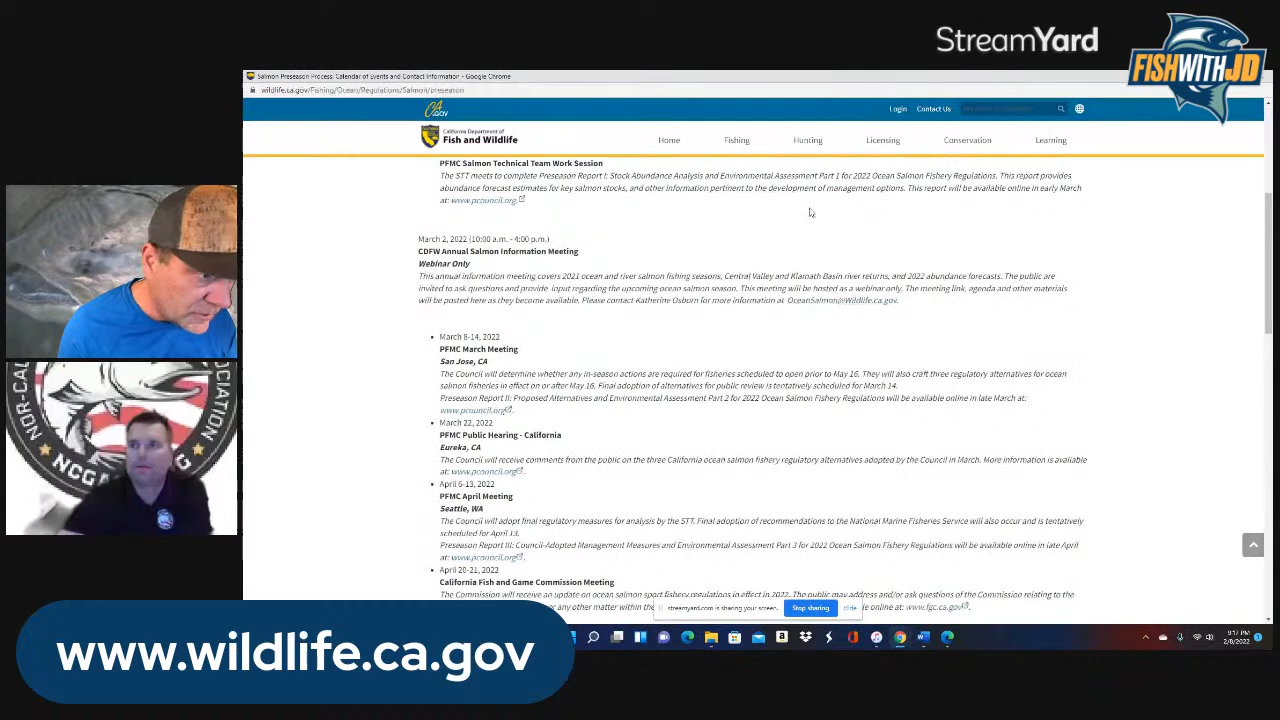 StreamYard
FISHWITHJD
Salmon Preseason Process: Calendar of Events and Contact Information - Google Chrome
wildlife.ca.gov/Fishing/Ocean/Regulations/Salmon/preseason
CA.GOV
Login
Contact Us
California Department of
Fish and Wildlife
Home
Fishing
Hunting
Licensing
Conservation
Learning
PFMC Salmon Technical Team Work Session
The STT meets to complete Preseason Report I: Stock Abundance Analysis and Environmental Assessment Part 1 for 2022 Ocean Salmon Fishery Regulations. This report provides
abundance forecast estimates for key salmon stocks, and other information pertinent to the development of management options. This report will be available online in early March
at: www.pcouncil.org.
March 2, 2022 (10:00 a.m. - 4:00 p.m.)
CDFW Annual Salmon Information Meeting
Webinar Only
This annual information meeting covers 2021 ocean and river salmon fishing seasons, Central Valley and Klamath Basin river returns, and 2022 abundance forecasts. The public are
invited to ask questions and provide input regarding the upcoming ocean salmon season. This meeting will be hosted as a webinar only. The meeting link, agenda and other materials
will be posted here as they become available. Please contact Katherine Osborn for more information at OceanSalmon@Wildlife.ca.gov.
March 8-14, 2022
PFMC March Meeting
San Jose, CA
The Council will determine whether any in-season actions are required for fisheries scheduled to open prior to May 16. They will also craft three regulatory alternatives for ocean
salmon fisheries in effect on or after May 16. Final adoption of alternatives for public review is tentatively scheduled for March 14.
Preseason Report II: Proposed Alternatives and Environmental Assessment Part 2 for 2022 Ocean Salmon Fishery Regulations will be available online in late March at:
www.pcouncil.org.
March 22, 2022
PFMC Public Hearing - California
Eureka, CA
The Council will receive comments from the public on the three California ocean salmon fishery regulatory alternatives adopted by the Council in March. More information is available
at: www.pcouncil.org.
April 6-13, 2022
PFMC April Meeting
Seattle, WA
The Council will adopt final regulatory measures for analysis by the STT. Final adoption of recommendations to the National Marine Fisheries Service will also occur and is tentatively
scheduled for April 13.
Preseason Report III: Council-Adopted Management Measures and Environmental Assessment Part 3 for 2022 Ocean Salmon Fishery Regulations will be available online in late April
at: www.pcouncil.org.
April 20-21, 2022
California Fish and Game Commission Meeting
The Commission will receive an update on ocean salmon sport fishery regulations in effect in 2022. The public may address and/or ask questions of the Commission relating to the
or any other matter within the
le online at: www.fgc.ca.gov.
streamyard.com is sharing your screen.
Stop sharing
Hide
9:17 PM
2/8/2022
NOR-CAL
NCGA
www.wildlife.ca.gov